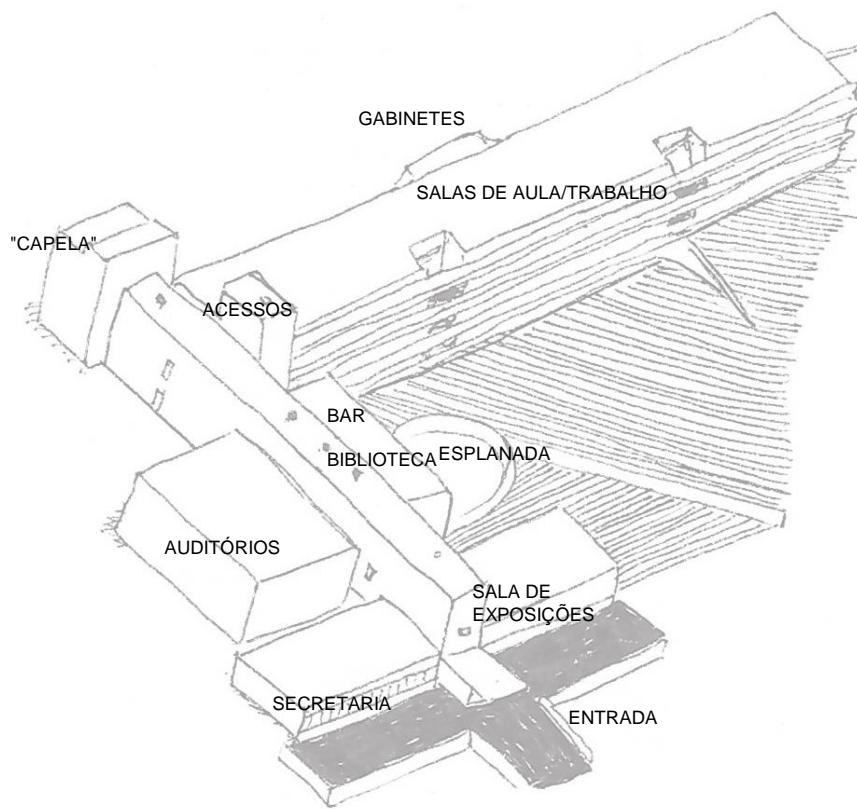 GABINETES
SALAS DE AULA/TRABALHO
"CAPELA"
ACESSOS
BAR
BIBLIOTECA
ESPLANADA
AUDITÓRIOS
SALA DE
EXPOSIÇÕES
SECRETARIA
ENTRADA